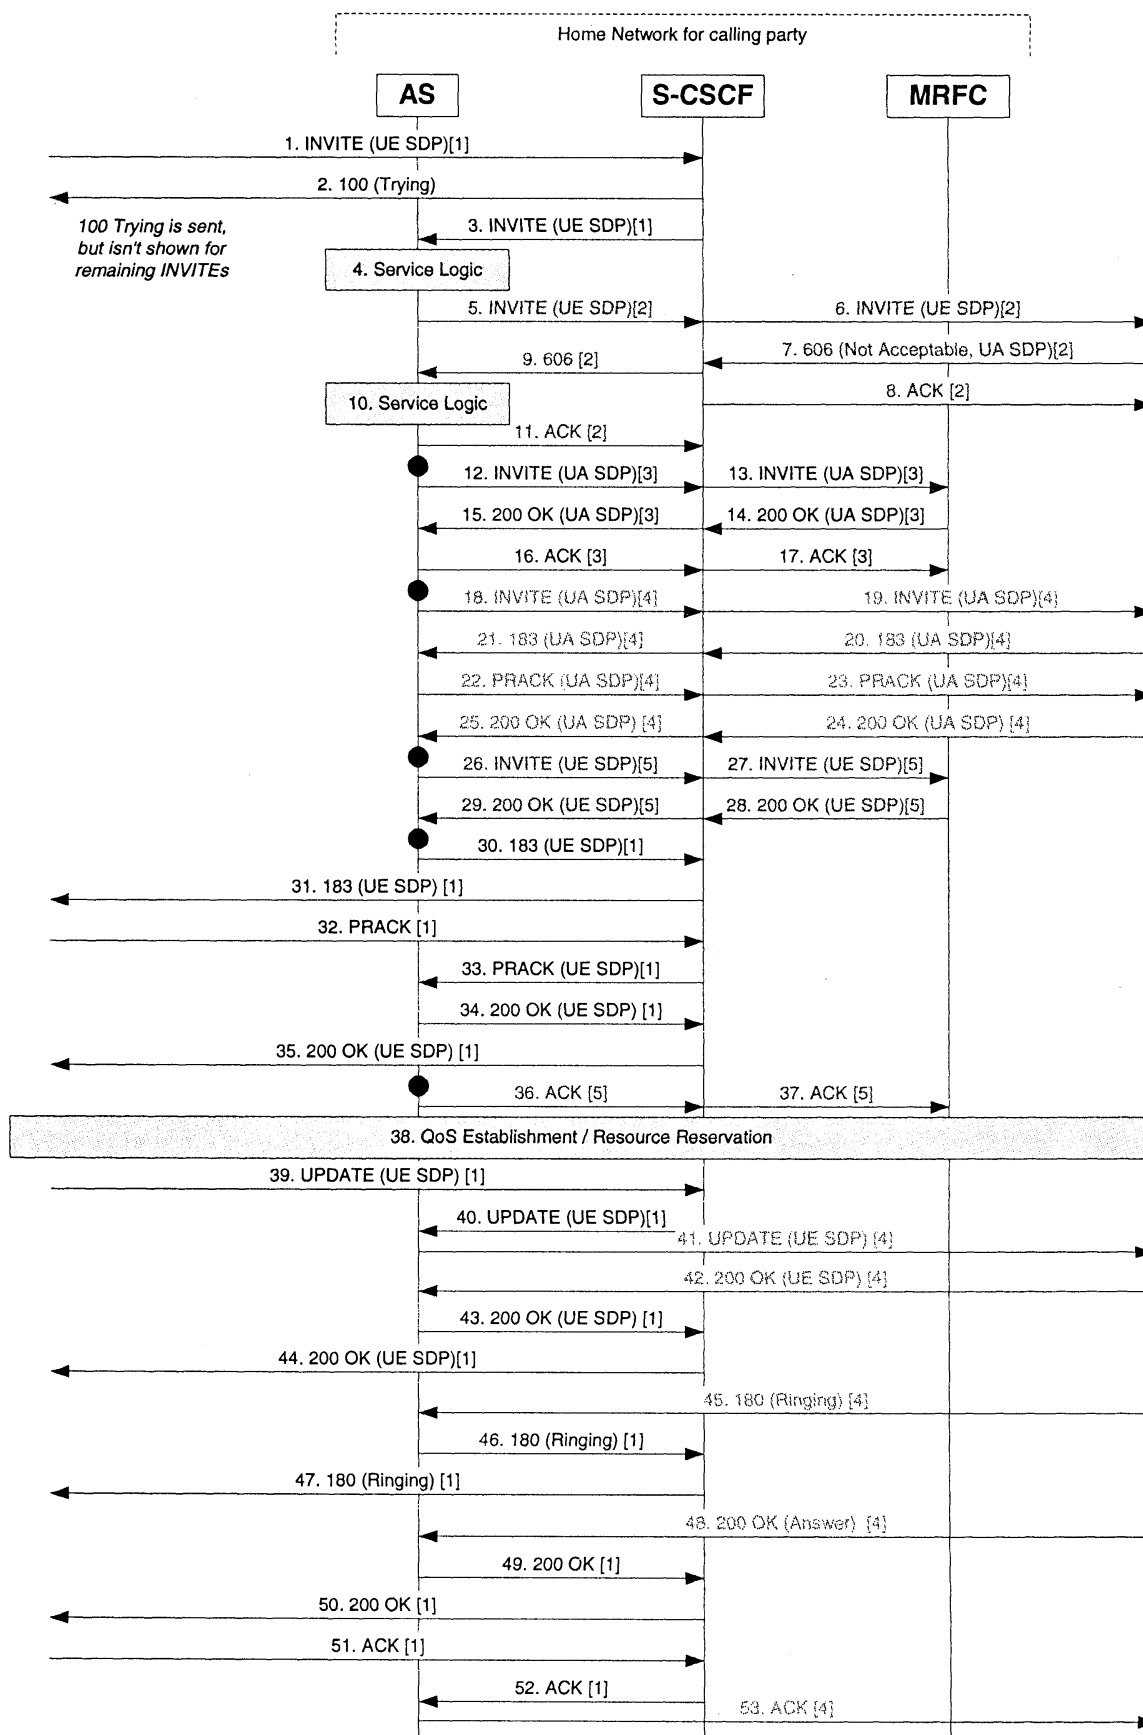 Home Network for calling party
AS
S-CSCF
MRFC
1. INVITE (UE SDP)[1]
2. 100 (Trying)
100 Trying is sent,
but isn't shown for
remaining INVITEs
3. INVITE (UE SDP)[1]
4. Service Logic
5. INVITE (UE SDP)[2]
6. INVITE (UE SDP)[2]
7. 606 (Not Acceptable, UA SDP)[2]
9. 606 [2]
8. ACK [2]
10. Service Logic
11. ACK [2]
12. INVITE (UA SDP)[3]
13. INVITE (UA SDP)[3]
15. 200 OK (UA SDP)[3]
14. 200 OK (UA SDP)[3]
16. ACK [3]
17. ACK [3]
18. INVITE (UA SDP)[4]
19. INVITE (UA SDP)[4]
21. 183 (UA SDP)[4]
20. 183 (UA SDP)[4]
22. PRACK (UA SDP)[4]
23. PRACK (UA SDP)[4]
25. 200 OK (UA SDP) [4]
24. 200 OK (UA SDP) [4]
26. INVITE (UE SDP)[5]
27. INVITE (UE SDP)[5]
29. 200 OK (UE SDP)[5]
28. 200 OK (UE SDP)[5]
30. 183 (UE SDP)[1]
31. 183 (UE SDP) [1]
32. PRACK [1]
33. PRACK (UE SDP)[1]
34. 200 OK (UE SDP) [1]
35. 200 OK (UE SDP) [1]
36. ACK [5]
37. ACK [5]
38. QoS Establishment / Resource Reservation
39. UPDATE (UE SDP) [1]
40. UPDATE (UE SDP)[1]
41. UPDATE (UE SDP) [4]
42. 200 OK (UE SDP) [4]
43. 200 OK (UE SDP) [1]
44. 200 OK (UE SDP)[1]
45. 180 (Ringing) [4]
46. 180 (Ringing) [1]
47. 180 (Ringing) [1]
48. 200 OK (Answer) [4]
49. 200 OK [1]
50. 200 OK [1]
51. ACK [1]
52. ACK [1]
53. ACK [4]